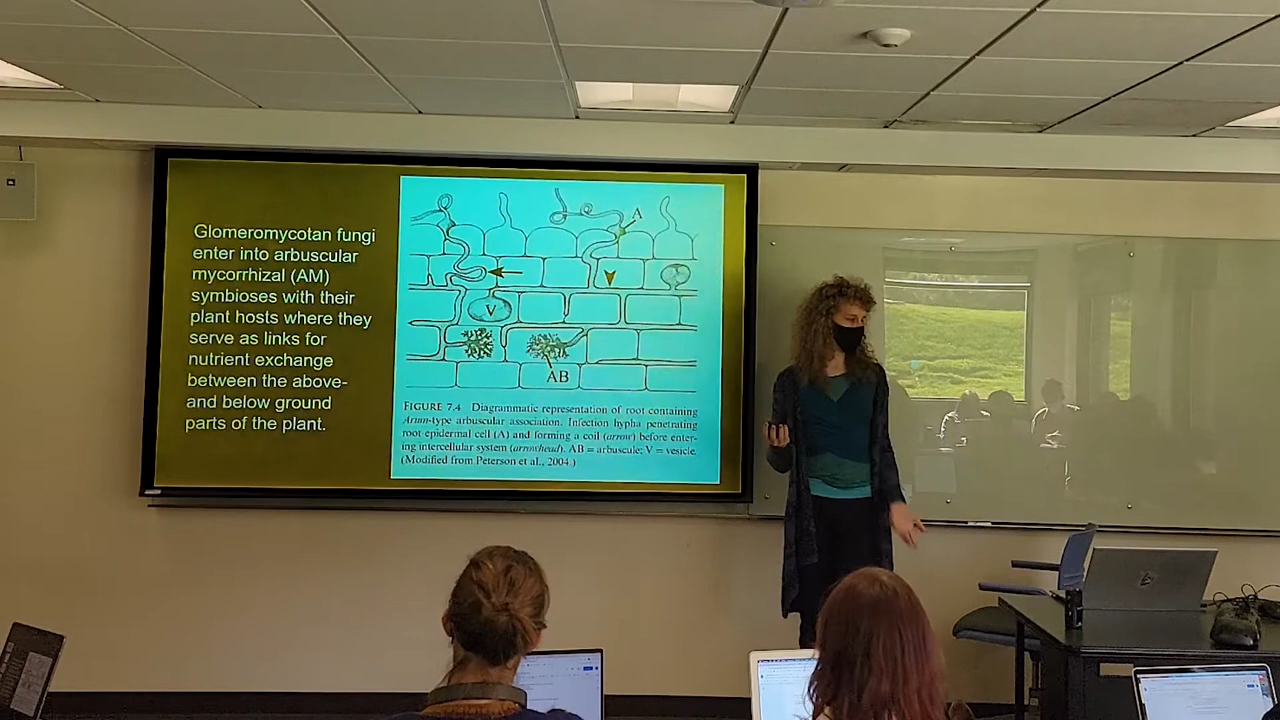 Glomeromycotan fungi
enter into arbuscular
mycorrhizal (AM)
symbioses with their
plant hosts where they
serve as links for
nutrient exchange
between the above-
and below ground
parts of the plant.
A
V
AB
FIGURE 7.4 Diagrammatic representation of root containing
Arum-type arbuscular association. Infection hypha penetrating
root epidermal cell (A) and forming a coil (arrow) before enter-
ing intercellular system (arrowhead). AB = arbuscule; V = vesicle.
(Modified from Peterson et al., 2004.)